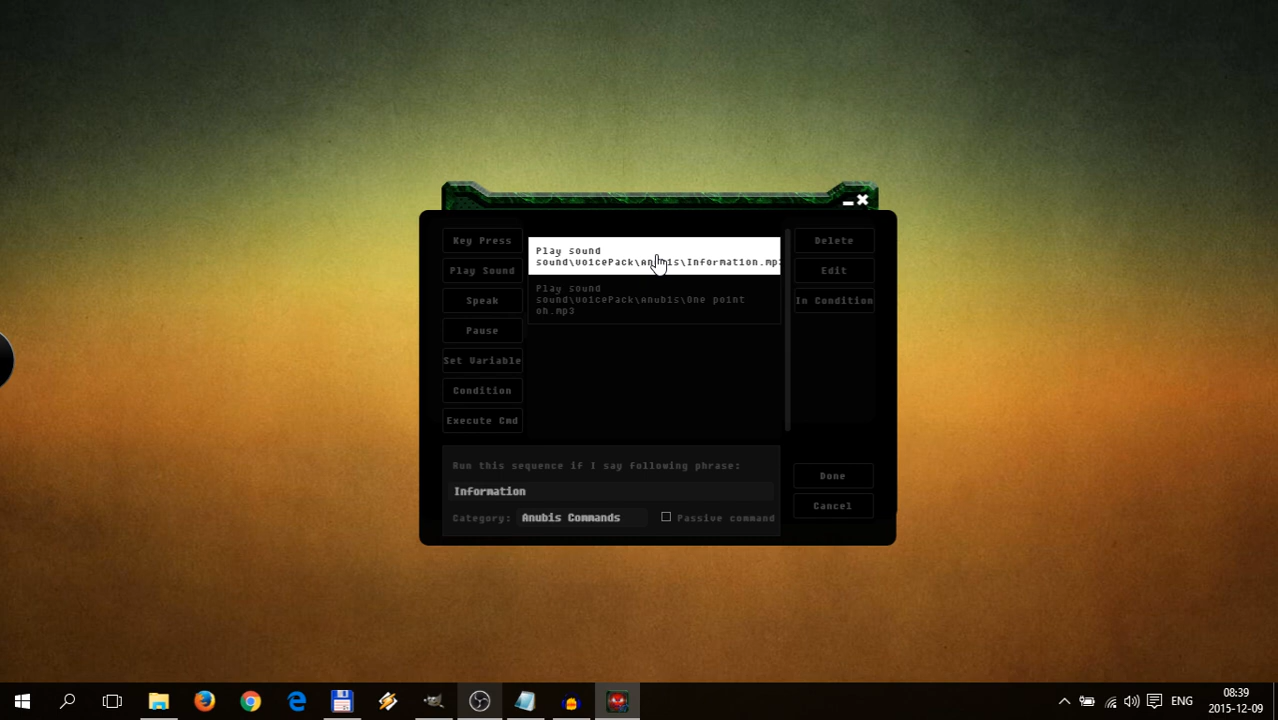 Key Press
Play Sound
Speak
Pause
Set Variable
Condition
Execute Cmd
Play sound
sound\VoicePack\Anubis\Information.mp3
Play sound
sound\VoicePack\Anubis\One point
oh.mp3
Delete
Edit
In Condition
Run this sequence if I say following phrase:
Information
Category: Anubis Commands Passive command
Done
Cancel
ENG
08:39
2015-12-09